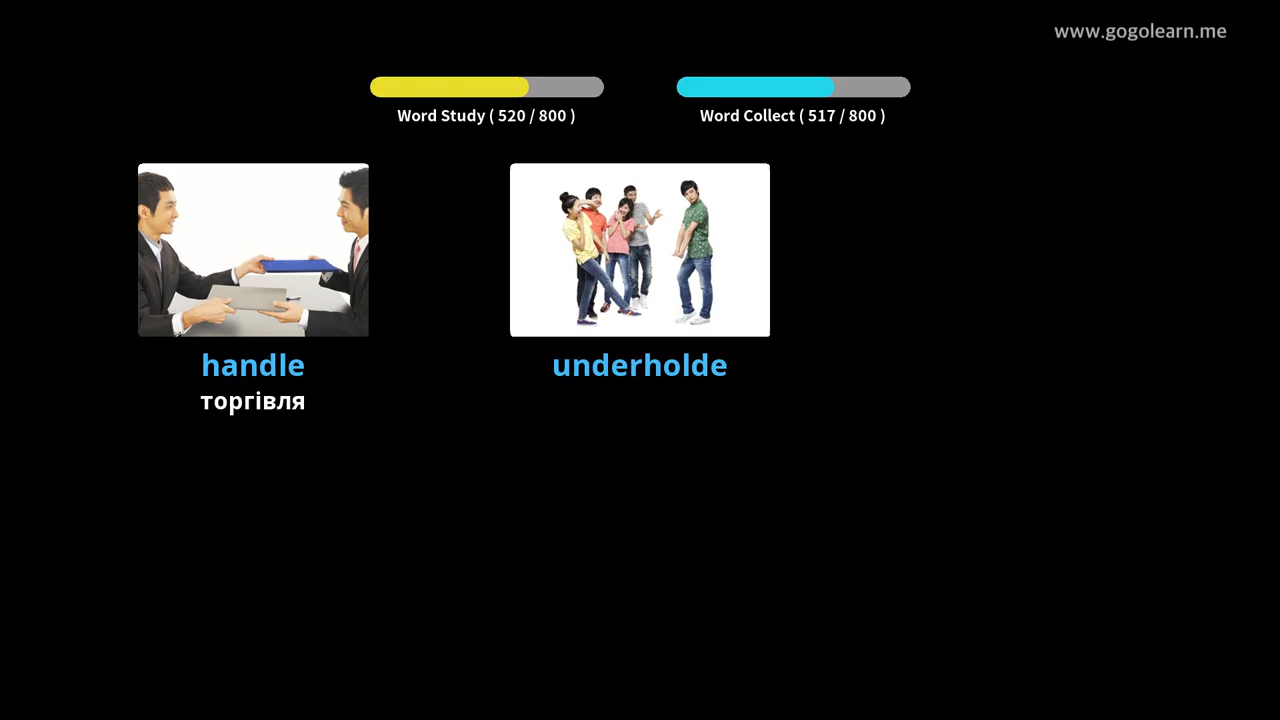 www.gogolearn.me
Word Study ( 520 / 800 )
Word Collect ( 517 / 800 )
handle
underholde
торгівля